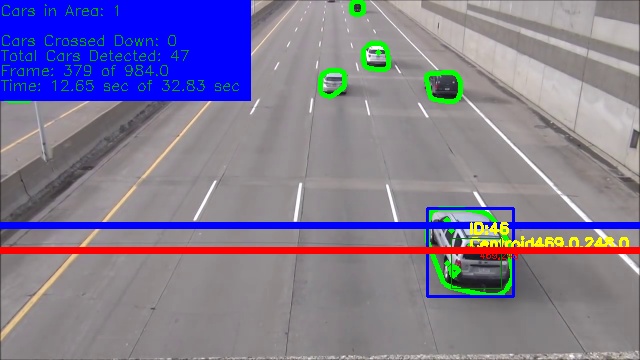 Cars in Area: 1
Cars Crossed Down: 0
Total Cars Detected: 47
Frame: 379 of 984.0
Time: 12.65 sec of 32.83 sec
ID:46
Centroid469.0,248.0